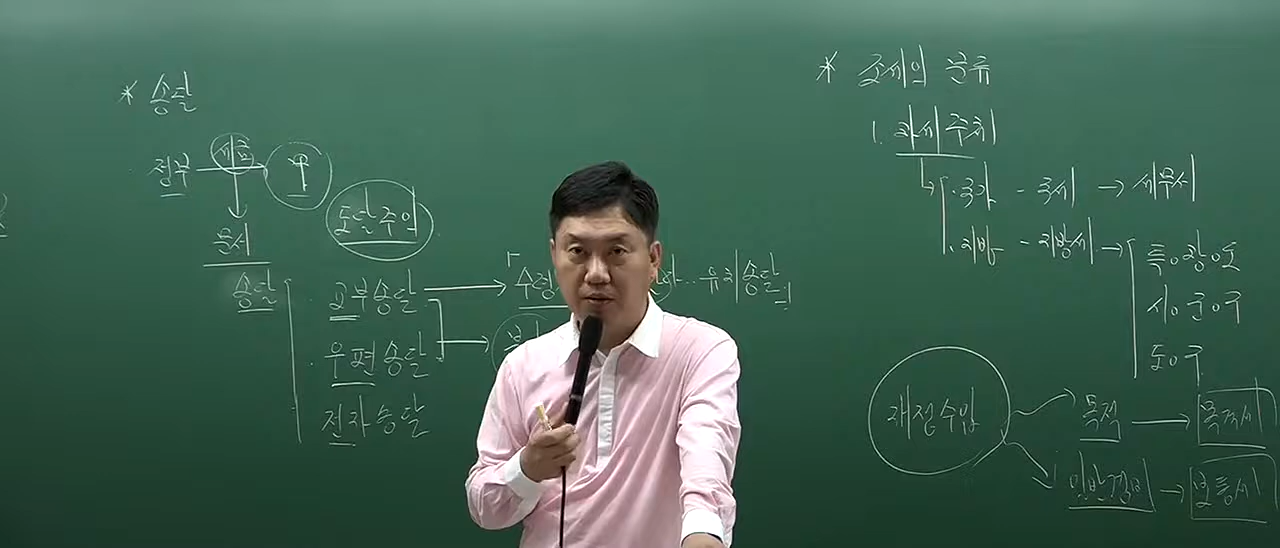 * 송달
정부 → 세금 → 甲
도달주의
문서
송달
· 교부송달 → 「수령 유치송달」
· 우편송달
전자송달
* 조세의 분류
1. 과세주체
· 국가 - 국세 → 세무서
· 지방 - 지방세 →
특·광·도
시·군·구
도·구
재정수입
목적 → 목적세
일반경비 → 보통세